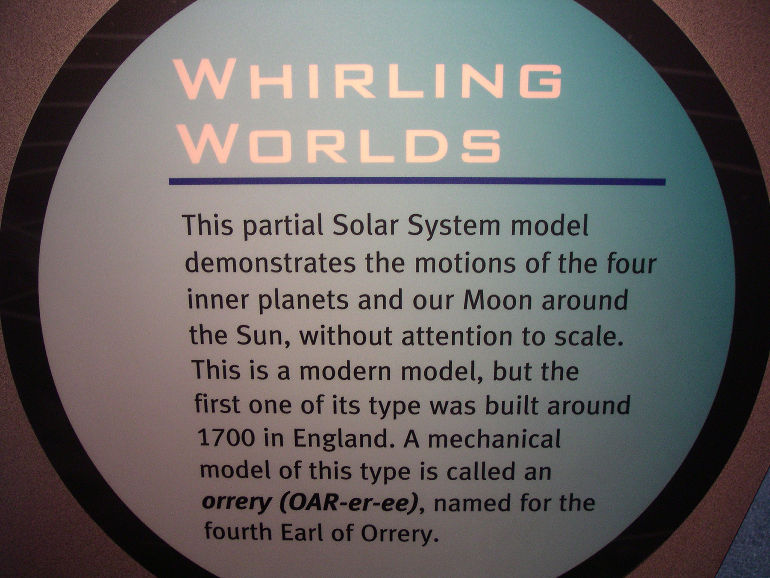 WHIRLING
WORLDS
This partial Solar System model
demonstrates the motions of the four
inner planets and our Moon around
the Sun, without attention to scale.
This is a modern model, but the
first one of its type was built around
1700 in England. A mechanical
model of this type is called an
orrery (OAR-er-ee), named for the
fourth Earl of Orrery.